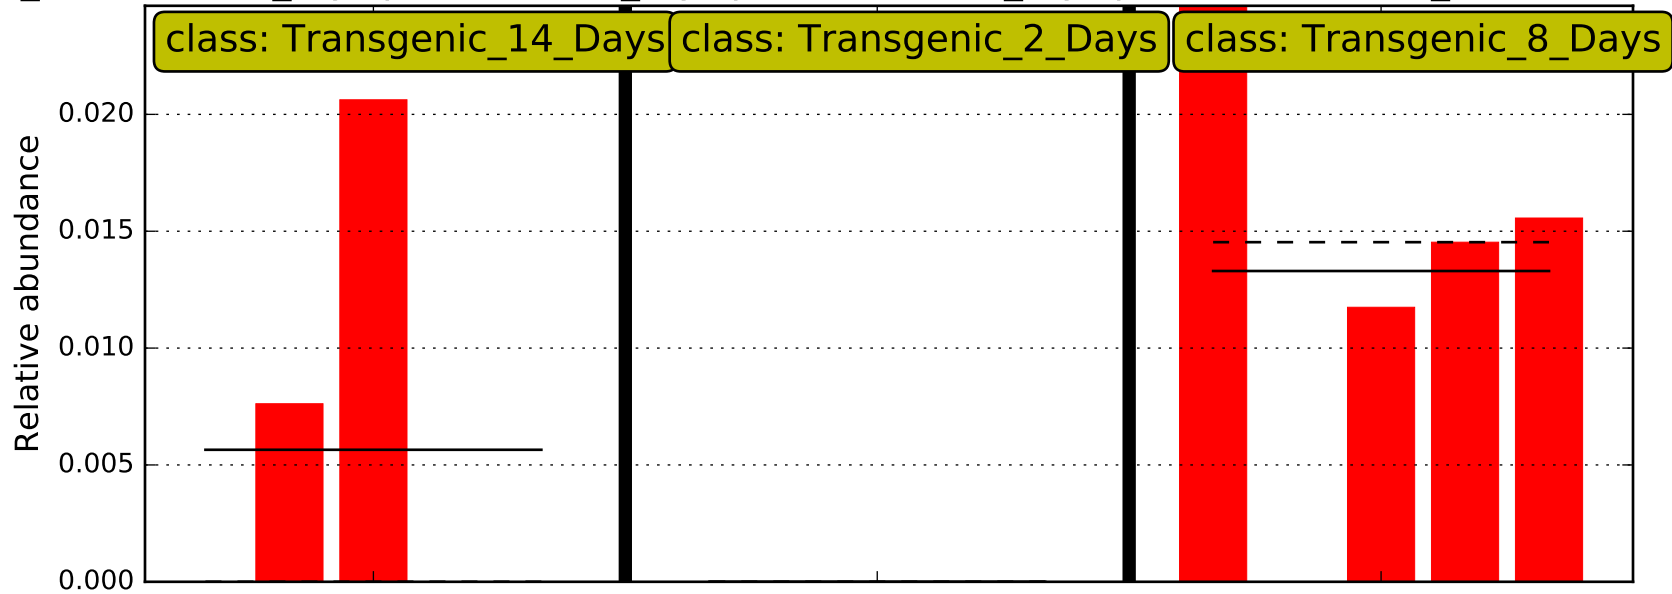 class: Transgenic_14_Days
class: Transgenic_2_Days
class: Transgenic_8_Days
Relative abundance
0.020
0.015
0.010
0.005
0.000